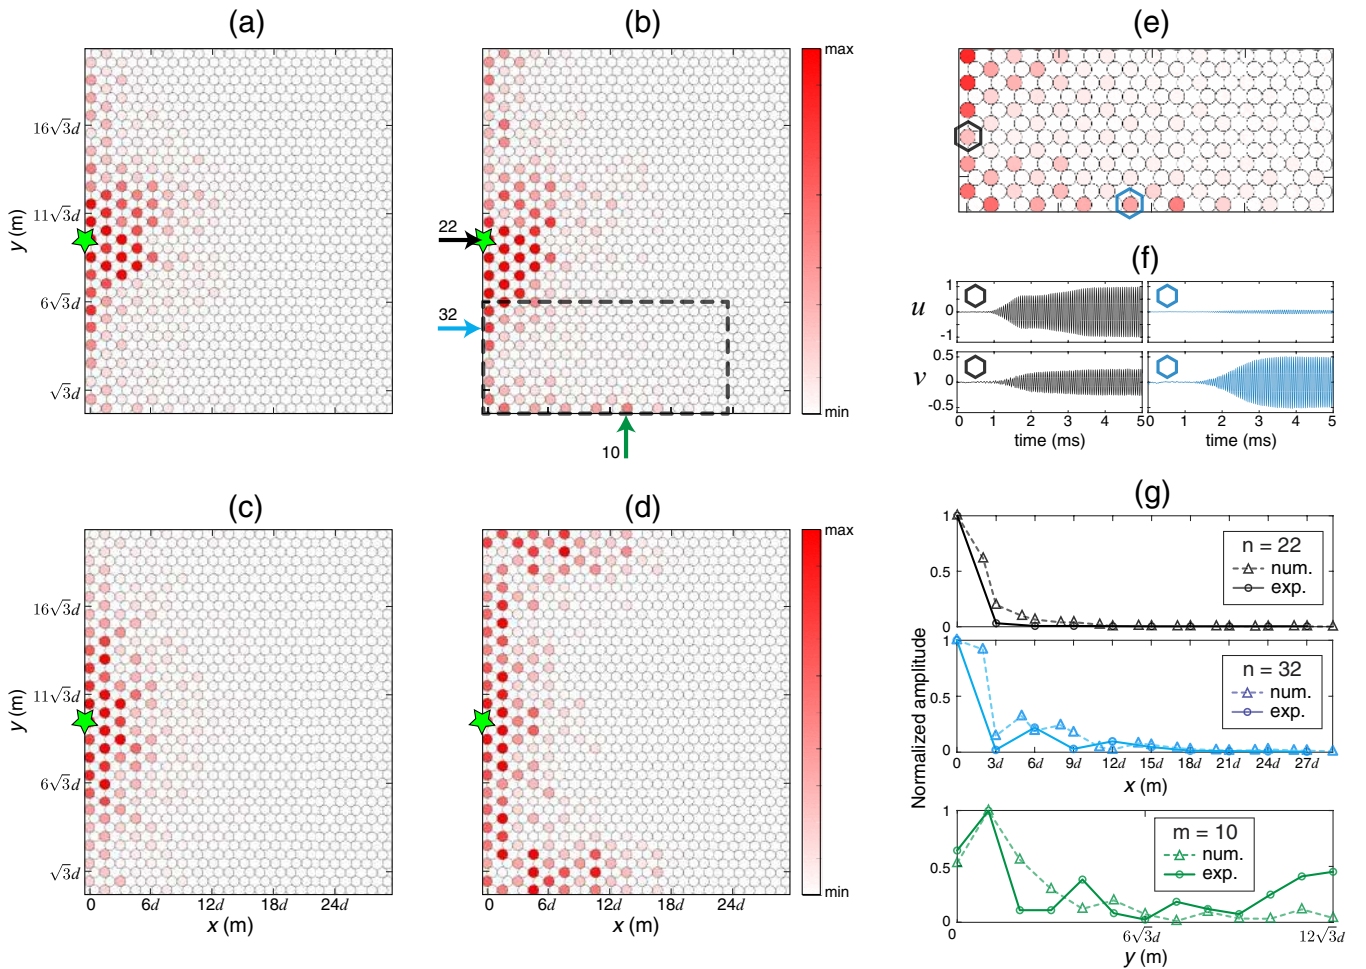 (a)
(b)
(e)
16√3d
11√3d
6√3d
√3d
y (m)
max
min
22
32
10
(f)
u
1
0
-1
v
0.5
0
-0.5
0 1 2 3 4 5
0 1 2 3 4 5
time (ms)
time (ms)
(c)
(d)
(g)
16√3d
11√3d
6√3d
√3d
y (m)
0 6d 12d 18d 24d
x (m)
0 6d 12d 18d 24d
x (m)
max
min
Normalized amplitude
1
0.5
0
n = 22
num.
exp.
1
0.5
0
n = 32
num.
exp.
0 3d 6d 9d 12d 15d 18d 21d 24d 27d
x (m)
1
0.5
0
m = 10
num.
exp.
0 6√3d 12√3d
y (m)